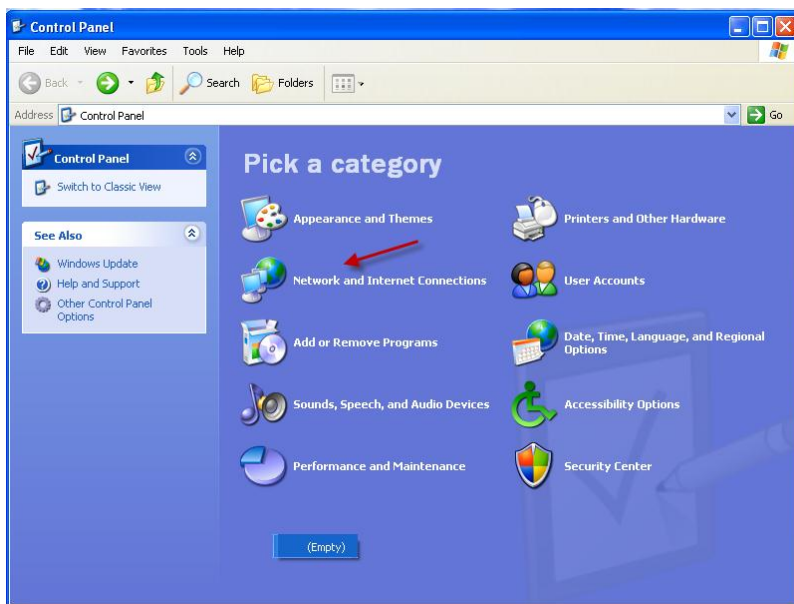 Control Panel
File Edit View Favorites Tools Help
Back Search Folders
Address Control Panel Go
Control Panel
Switch to Classic View
See Also
Windows Update
Help and Support
Other Control Panel
Options
Pick a category
Appearance and Themes
Printers and Other Hardware
Network and Internet Connections
User Accounts
Add or Remove Programs
Date, Time, Language, and Regional
Options
Sounds, Speech, and Audio Devices
Accessibility Options
Performance and Maintenance
Security Center
(Empty)